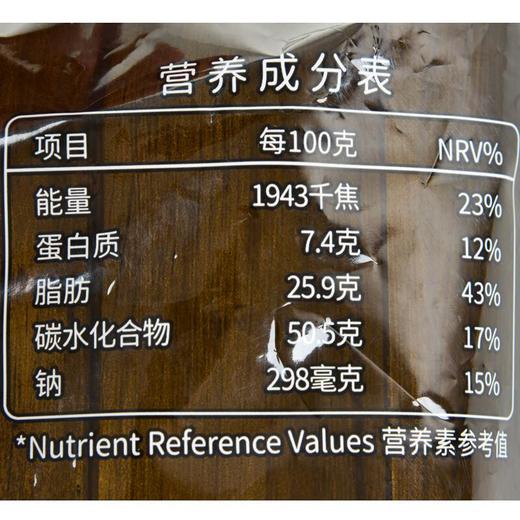 营养成分表
项目 每100克 NRV%
能量 1943千焦 23%
蛋白质 7.4克 12%
脂肪 25.9克 43%
碳水化合物 50.5克 17%
钠 298毫克 15%
*Nutrient Reference Values 营养素参考值